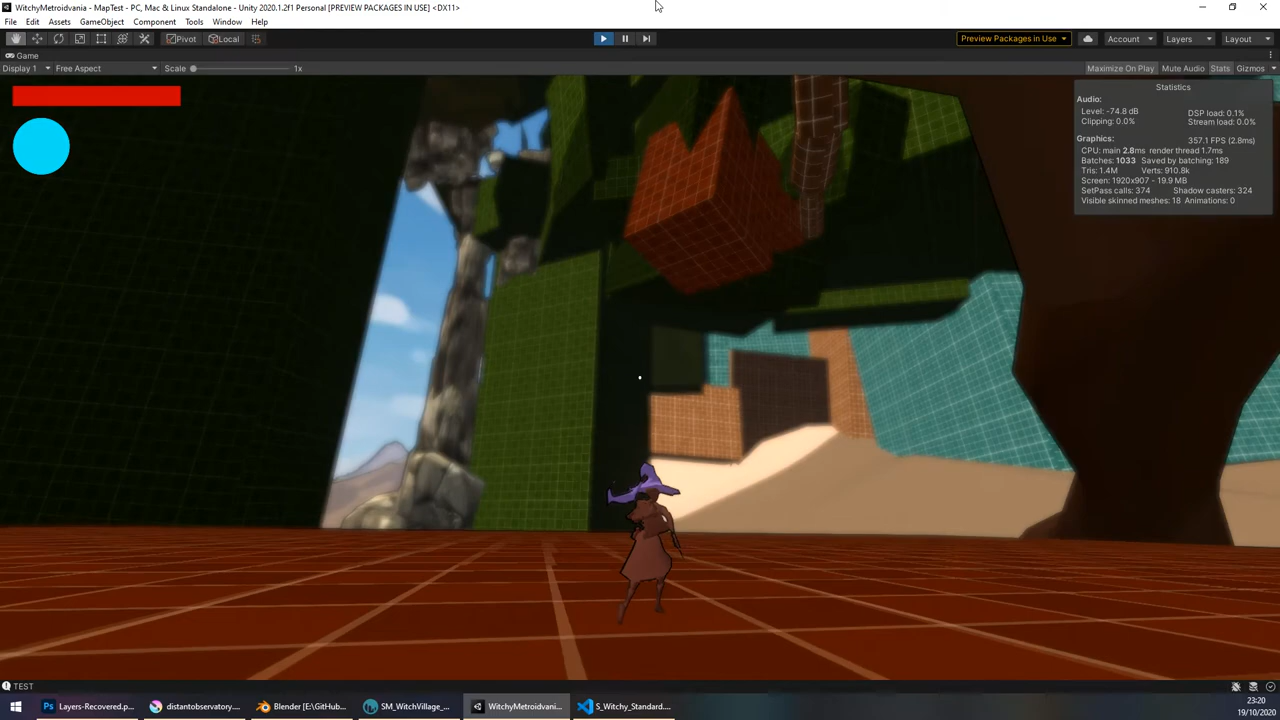 WitchyMetroidvania - MapTest - PC, Mac & Linux Standalone - Unity 2020.1.2f1 Personal [PREVIEW PACKAGES IN USE] <DX11>
File Edit Assets GameObject Component Tools Window Help
Pivot Local Preview Packages in Use Account Layers Layout
Game
Display 1 Free Aspect Scale 1x Maximize On Play Mute Audio Stats Gizmos
Statistics
Audio:
Level: -74.8 dB DSP load: 0.1%
Clipping: 0.0% Stream load: 0.0%
Graphics: 357.1 FPS (2.8ms)
CPU: main 2.8ms render thread 1.7ms
Batches: 1033 Saved by batching: 189
Tris: 1.4M Verts: 910.8k
Screen: 1920x907 - 19.9 MB
SetPass calls: 374 Shadow casters: 324
Visible skinned meshes: 18 Animations: 0
TEST
Layers-Recovered.p... distantobservatory.... Blender [E:\GitHub... SM_WitchVillage_... WitchyMetroidvani... S_Witchy_Standard....
23:20
19/10/2020